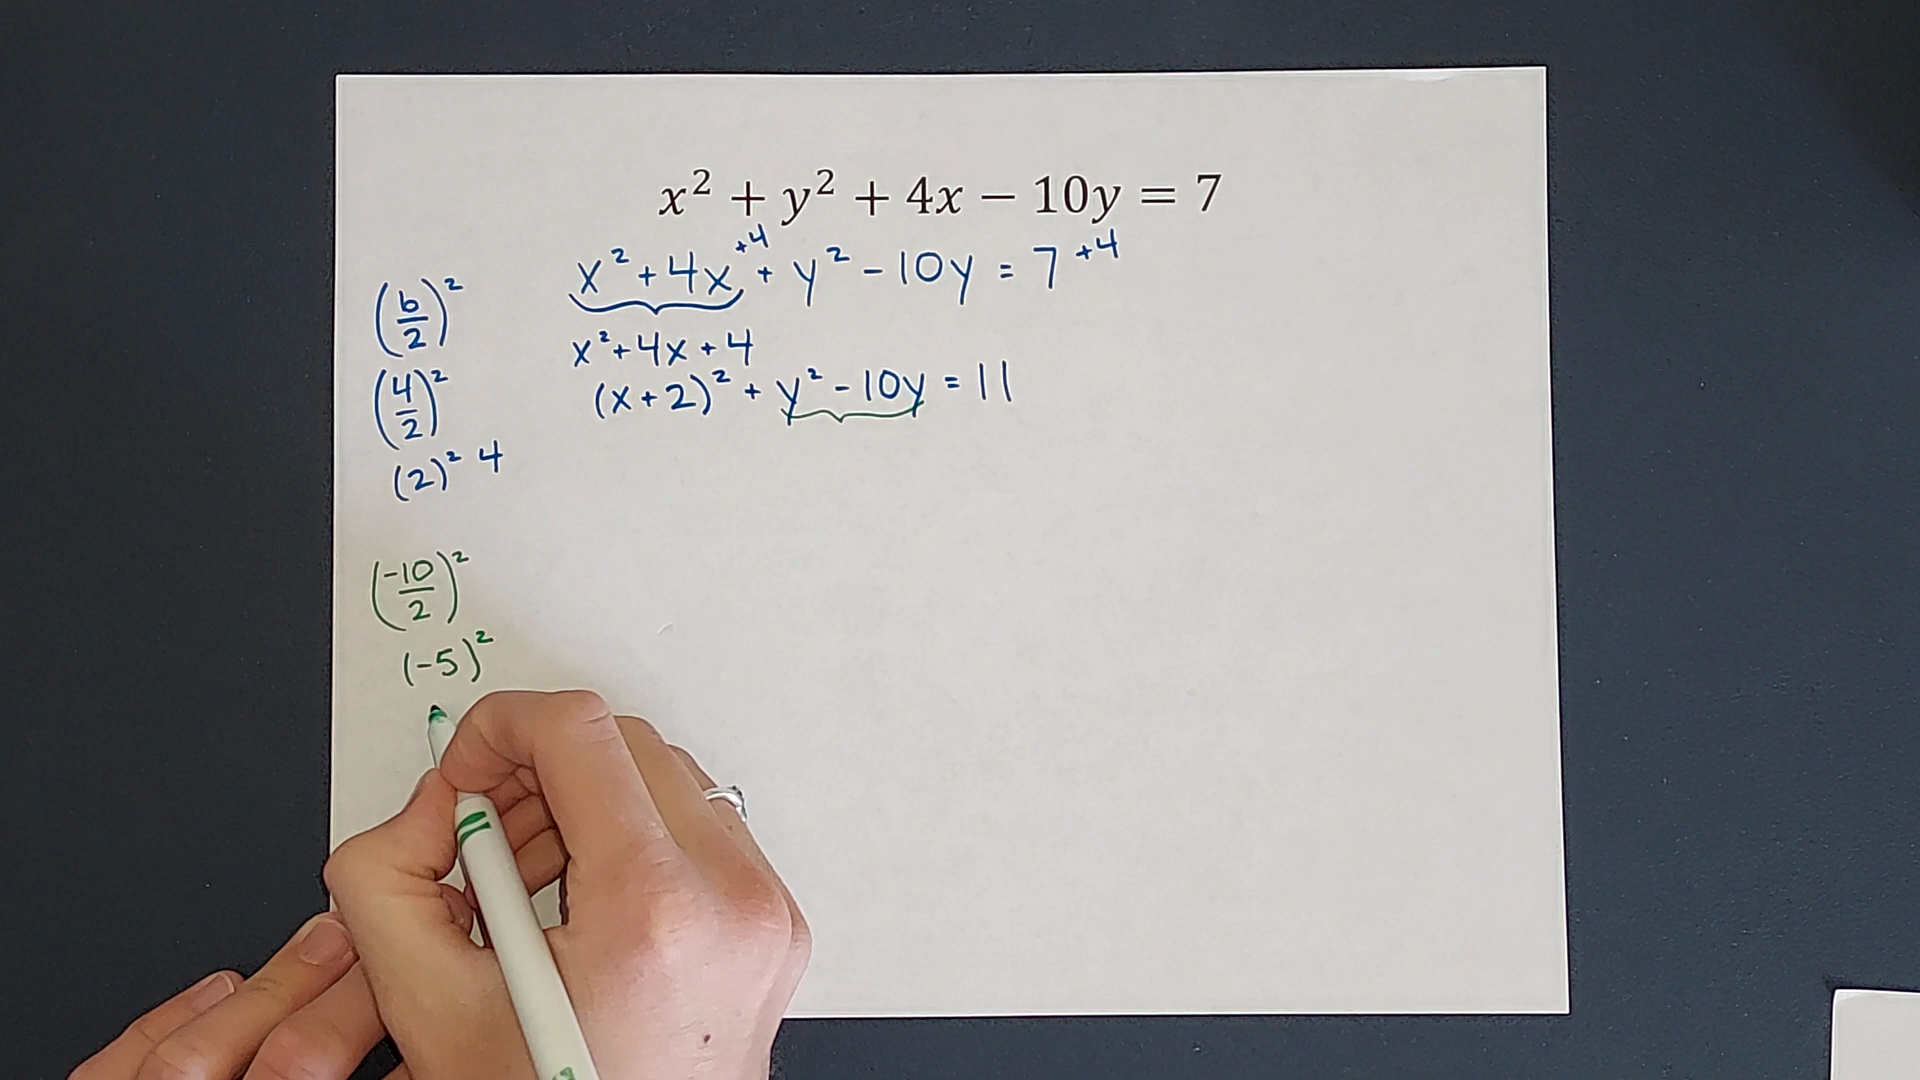 x² + y² + 4x − 10y = 7
x² + 4x +4 + y² − 10y = 7 +4
x² + 4x + 4
(x + 2)² + y² − 10y = 11
(b/2)²
(4/2)²
(2)² 4
(-10/2)²
(-5)²